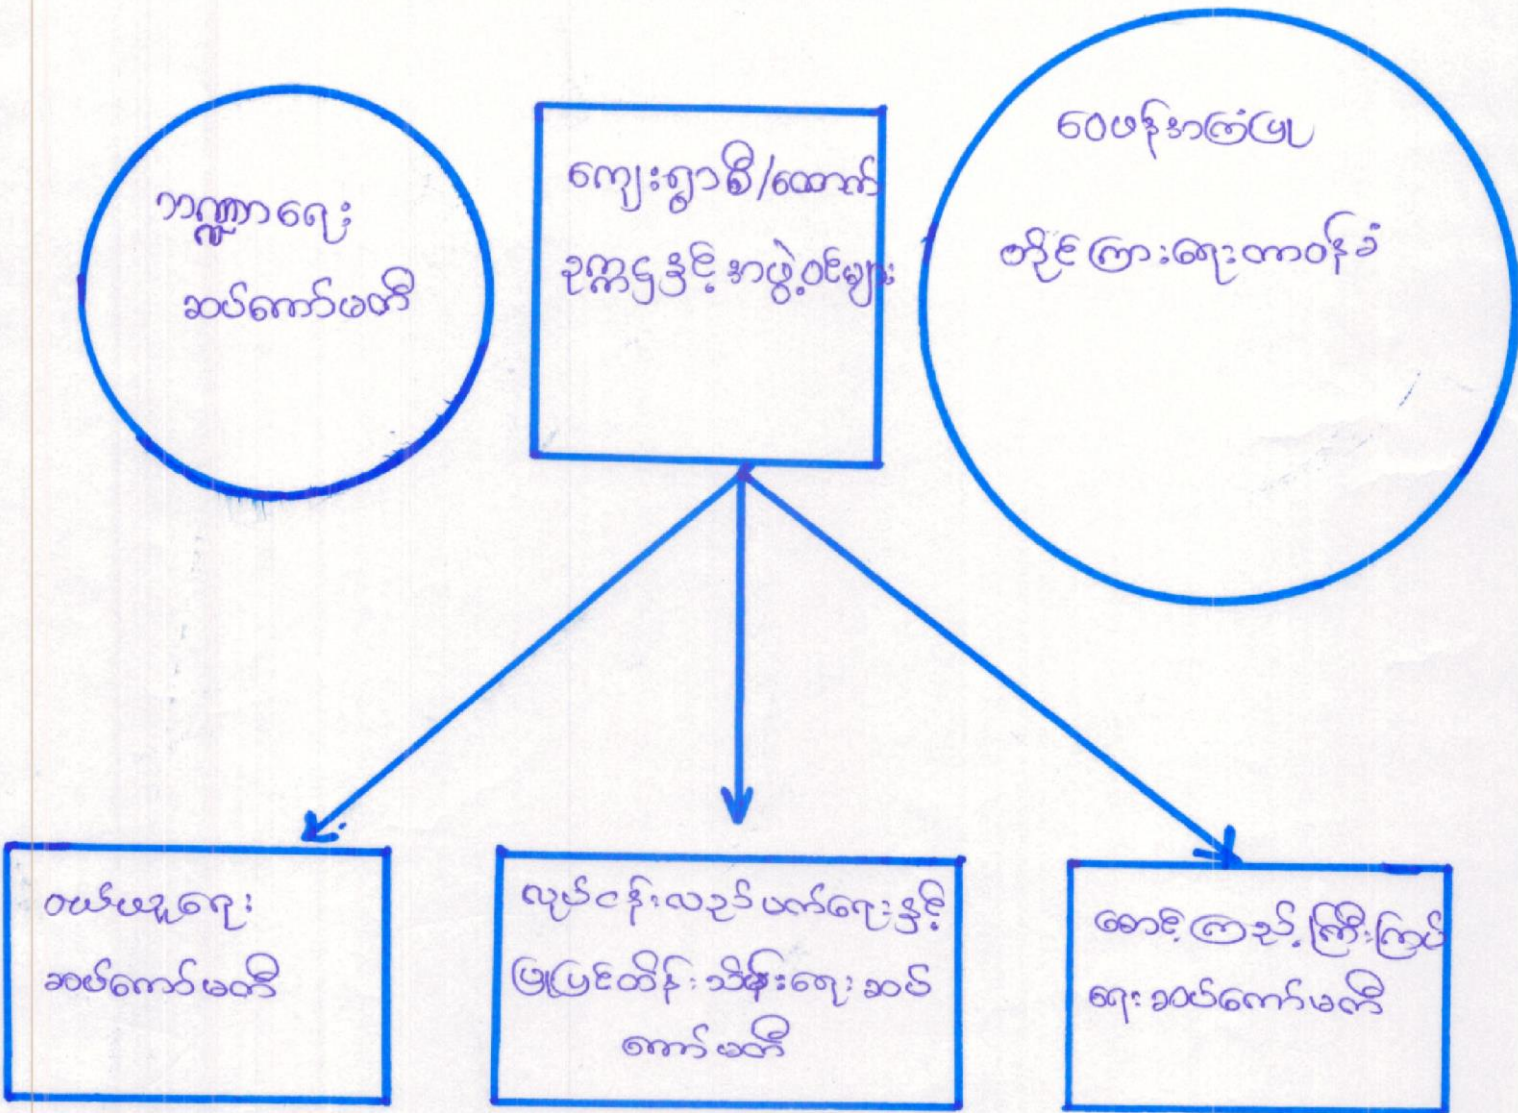 ဘဏ္ဍာရေး
ဆပ်ကော်မတီ
ကျေးရွာစီ/ထောက်
ဥက္ကဌနှင့် အဖွဲ့ဝင်များ
ဝေဖန်အကြံပြု
တိုင်ကြားရေးတာဝန်ခံ
ဝယ်ယူရေး
ဆပ်ကော်မတီ
လုပ်ငန်းလည်ပတ်ရေးနှင့်
ပြုပြင်ထိန်းသိမ်းရေး ဆပ်
ကော်မတီ
စောင့်ကြည့်ကြီးကြပ်
ရေးဆပ်ကော်မတီ